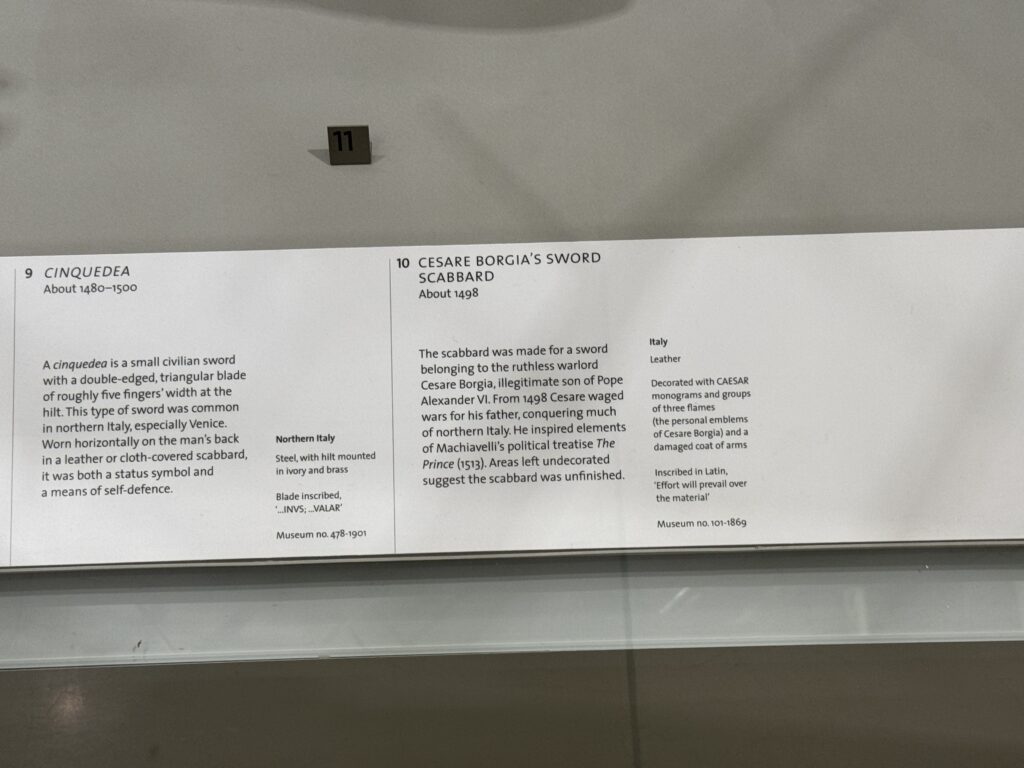 11
9 CINQUEDEA
About 1480–1500
A cinquedea is a small civilian sword
with a double-edged, triangular blade
of roughly five fingers' width at the
hilt. This type of sword was common
in northern Italy, especially Venice.
Worn horizontally on the man's back
in a leather or cloth-covered scabbard,
it was both a status symbol and
a means of self-defence.
Northern Italy
Steel, with hilt mounted
in ivory and brass
Blade inscribed,
'...INVS; ...VALAR'
Museum no. 478-1901
10 CESARE BORGIA'S SWORD
SCABBARD
About 1498
The scabbard was made for a sword
belonging to the ruthless warlord
Cesare Borgia, illegitimate son of Pope
Alexander VI. From 1498 Cesare waged
wars for his father, conquering much
of northern Italy. He inspired elements
of Machiavelli's political treatise The
Prince (1513). Areas left undecorated
suggest the scabbard was unfinished.
Italy
Leather
Decorated with CAESAR
monograms and groups
of three flames
(the personal emblems
of Cesare Borgia) and a
damaged coat of arms
Inscribed in Latin,
'Effort will prevail over
the material'
Museum no. 101-1869